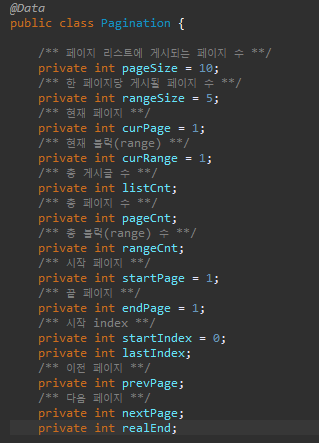 @Data
public class Pagination {
/** 페이지 리스트에 게시되는 페이지 수 **/
private int pageSize = 10;
/** 한 페이지당 게시될 페이지 수 **/
private int rangeSize = 5;
/** 현재 페이지 **/
private int curPage = 1;
/** 현재 블럭(range) **/
private int curRange = 1;
/** 총 게시글 수 **/
private int listCnt;
/** 총 페이지 수 **/
private int pageCnt;
/** 총 블럭(range) 수 **/
private int rangeCnt;
/** 시작 페이지 **/
private int startPage = 1;
/** 끝 페이지 **/
private int endPage = 1;
/** 시작 index **/
private int startIndex = 0;
private int lastIndex;
/** 이전 페이지 **/
private int prevPage;
/** 다음 페이지 **/
private int nextPage;
private int realEnd;